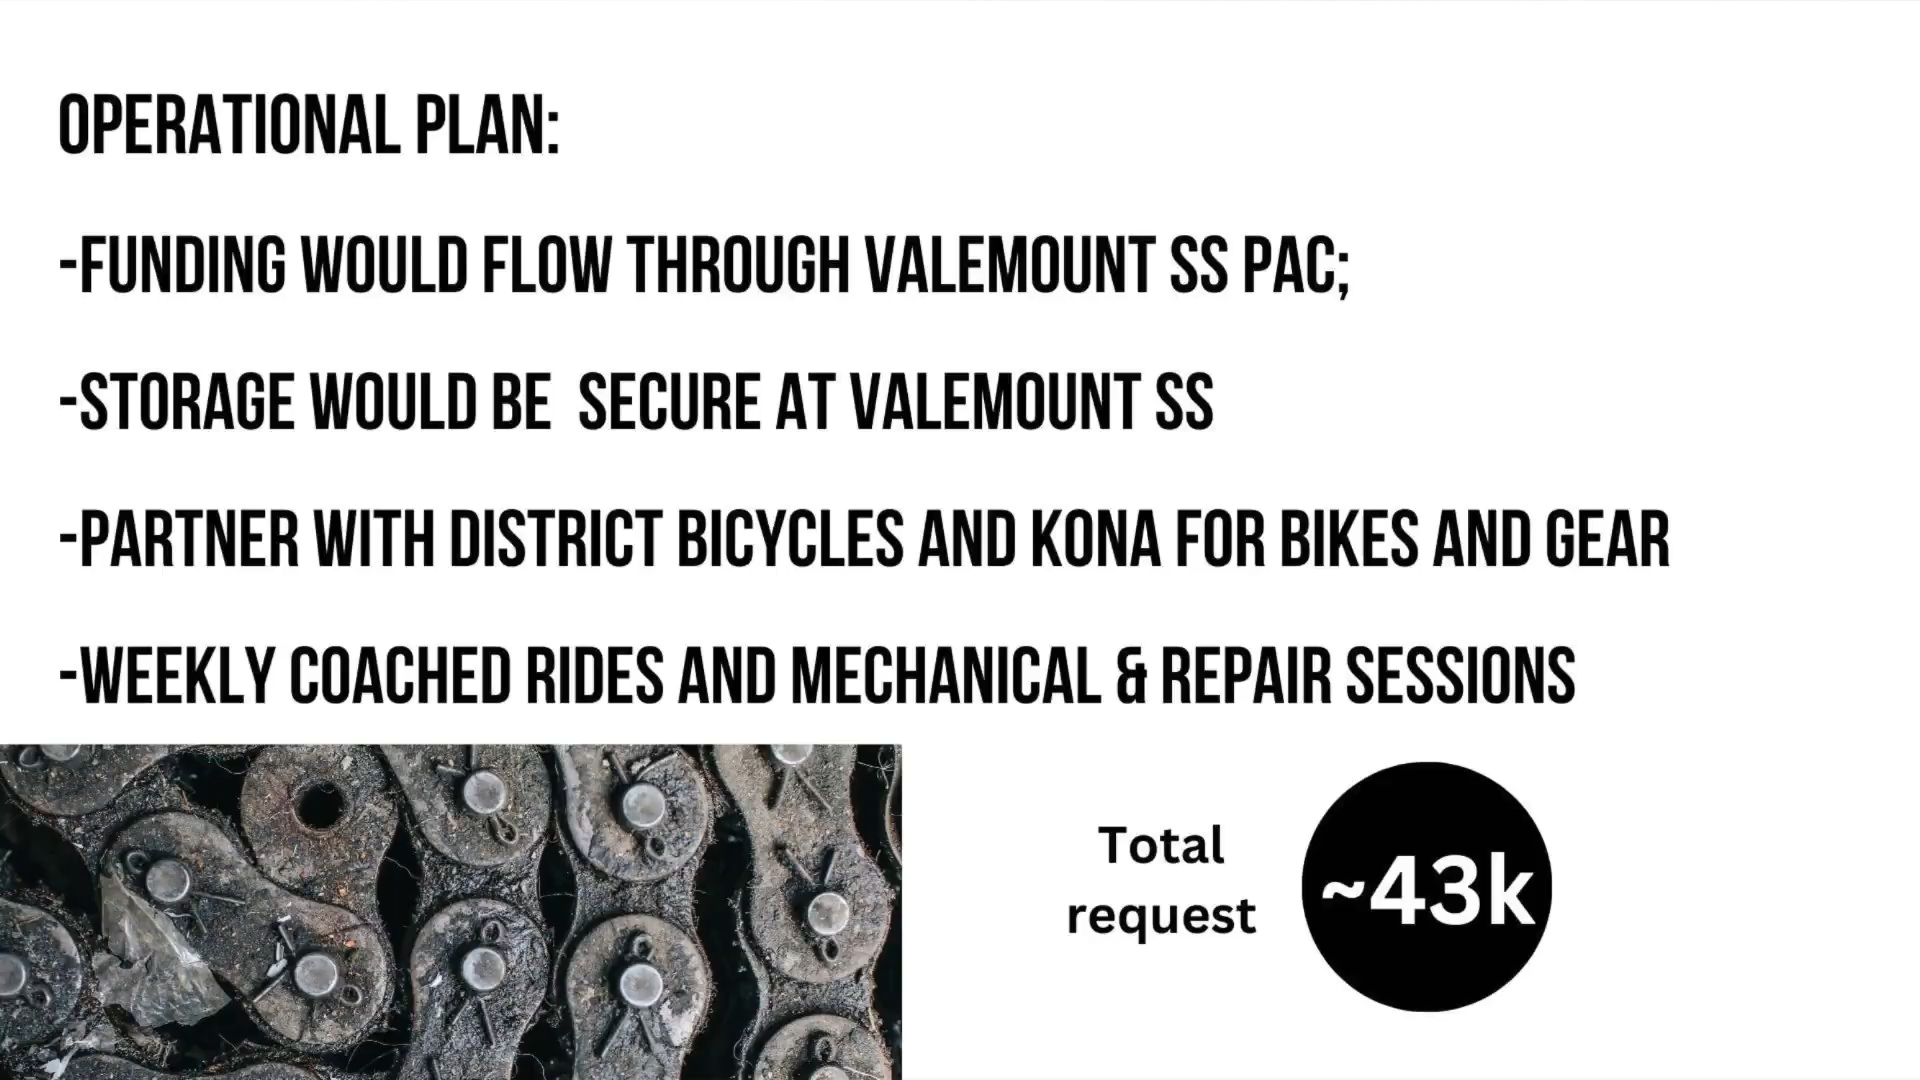 OPERATIONAL PLAN:
-FUNDING WOULD FLOW THROUGH VALEMOUNT SS PAC;
-STORAGE WOULD BE  SECURE AT VALEMOUNT SS
-PARTNER WITH DISTRICT BICYCLES AND KONA FOR BIKES AND GEAR
-WEEKLY COACHED RIDES AND MECHANICAL & REPAIR SESSIONS
Total
request
~43k